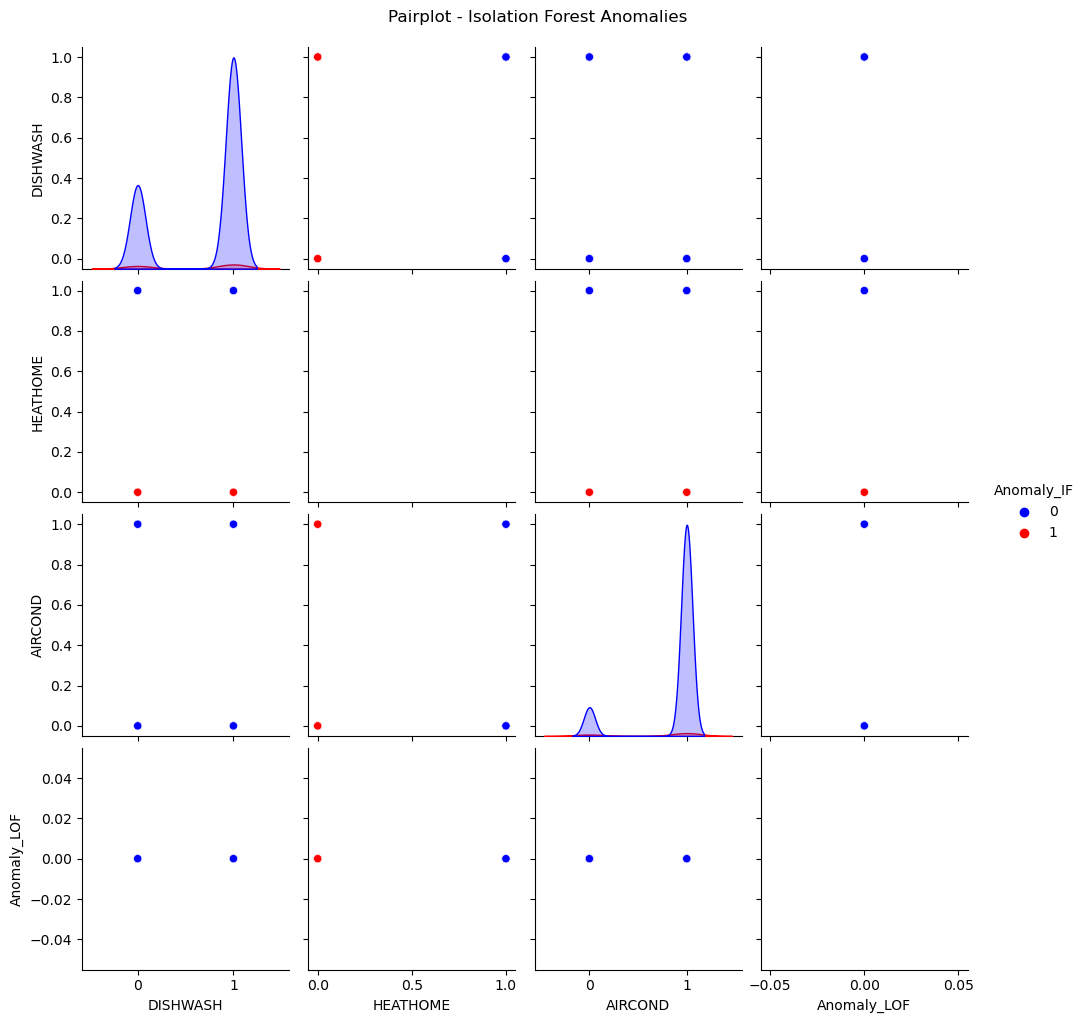 Pairplot - Isolation Forest Anomalies
1.0
0.8
0.6
0.4
0.2
0.0
DISHWASH
1.0
0.8
0.6
0.4
0.2
0.0
HEATHOME
Anomaly_IF
0
1
1.0
0.8
0.6
0.4
0.2
0.0
AIRCOND
0.04
0.02
0.00
−0.02
−0.04
Anomaly_LOF
0 1
DISHWASH
0.0 0.5 1.0
HEATHOME
0 1
AIRCOND
−0.05 0.00 0.05
Anomaly_LOF